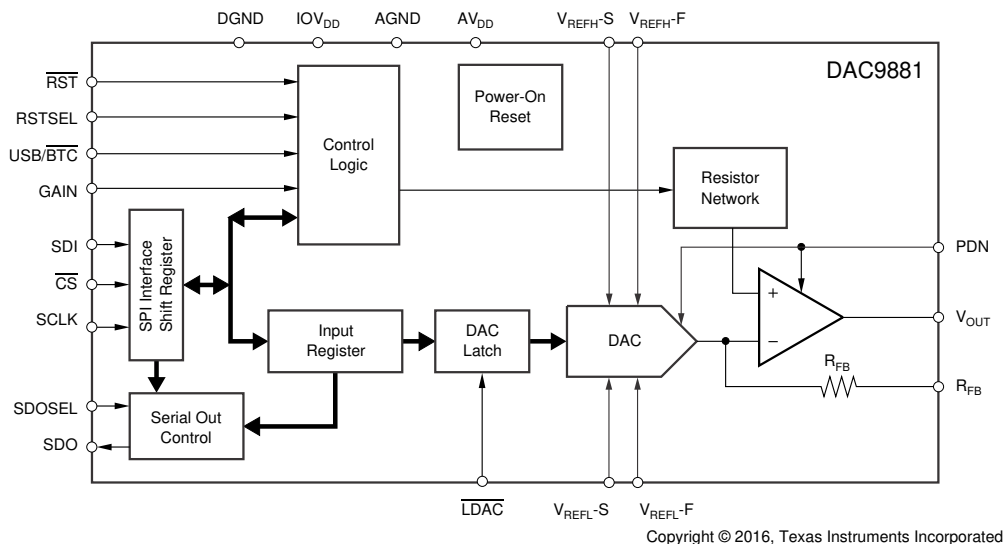 DGND IOVDD AGND AVDD VREFH-S VREFH-F
DAC9881
RST
RSTSEL
USB/BTC
GAIN
SDI
CS
SCLK
SDOSEL
SDO
Control
Logic
Power-On
Reset
Resistor
Network
SPI Interface
Shift Register
Input
Register
DAC
Latch
DAC
Serial Out
Control
+
−
RFB
PDN
VOUT
RFB
LDAC VREFL-S VREFL-F
Copyright © 2016, Texas Instruments Incorporated